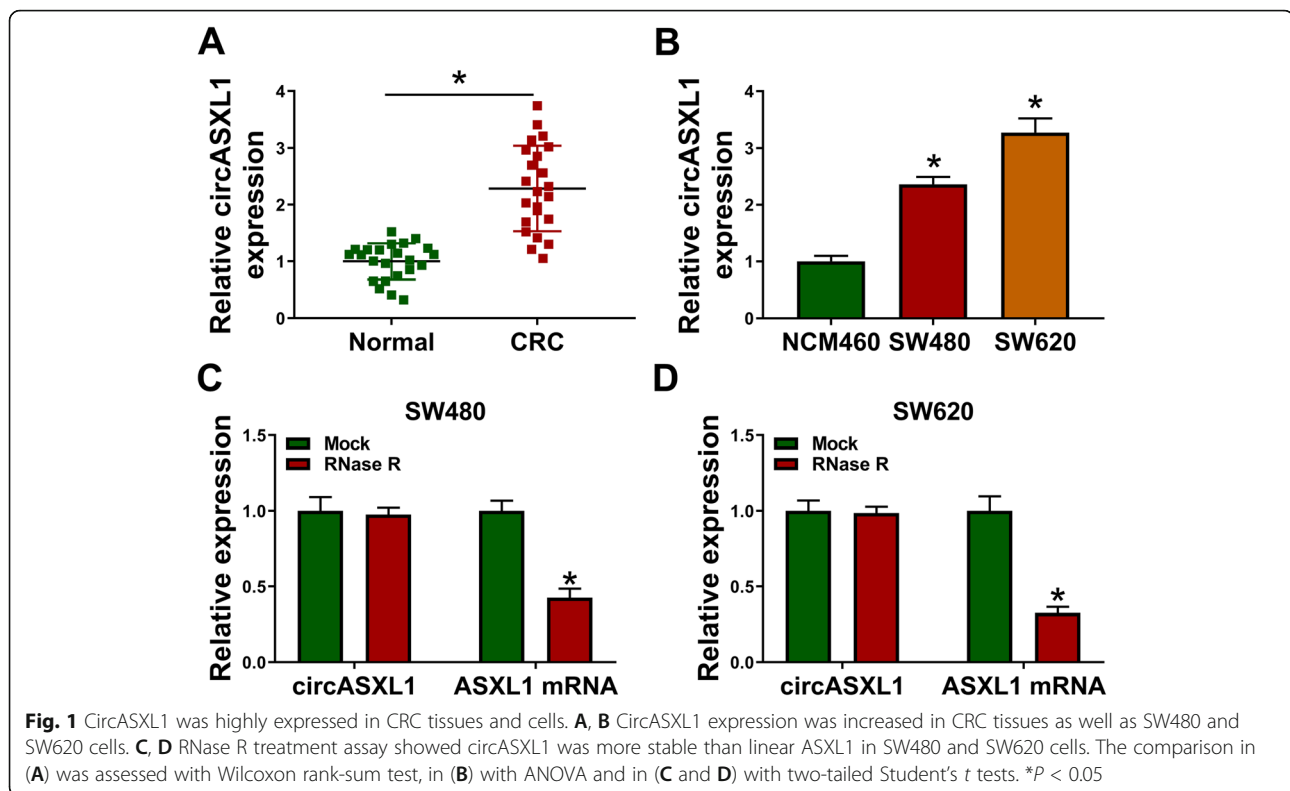 A
Relative circASXL1
expression
4
3
2
1
0
*
Normal
CRC
B
Relative circASXL1
expression
4
3
2
1
0
*
*
NCM460
SW480
SW620
C
SW480
Relative expression
1.5
1.0
0.5
0.0
Mock
RNase R
*
circASXL1
ASXL1 mRNA
D
SW620
Relative expression
1.5
1.0
0.5
0.0
Mock
RNase R
*
circASXL1
ASXL1 mRNA
Fig. 1 CircASXL1 was highly expressed in CRC tissues and cells. A, B CircASXL1 expression was increased in CRC tissues as well as SW480 and
SW620 cells. C, D RNase R treatment assay showed circASXL1 was more stable than linear ASXL1 in SW480 and SW620 cells. The comparison in
(A) was assessed with Wilcoxon rank-sum test, in (B) with ANOVA and in (C and D) with two-tailed Student’s t tests. *P < 0.05